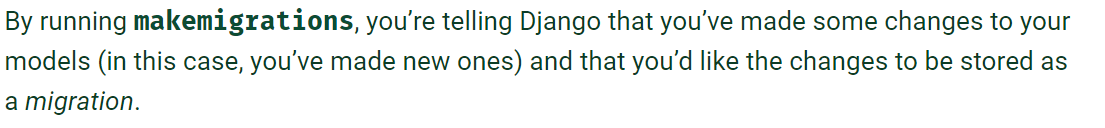 By running makemigrations, you’re telling Django that you’ve made some changes to your
models (in this case, you’ve made new ones) and that you’d like the changes to be stored as
a migration.